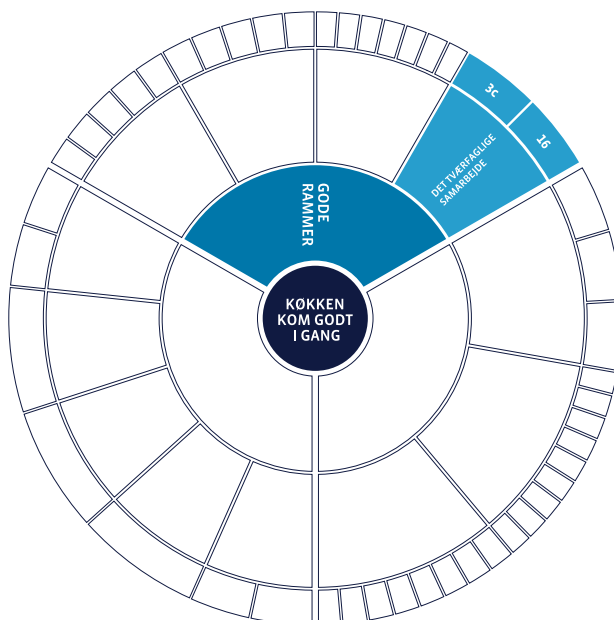 3C
16
DET TVÆRFAGLIGE
SAMARBEJDE
GODE
RAMMER
KØKKEN
KOM GODT
I GANG